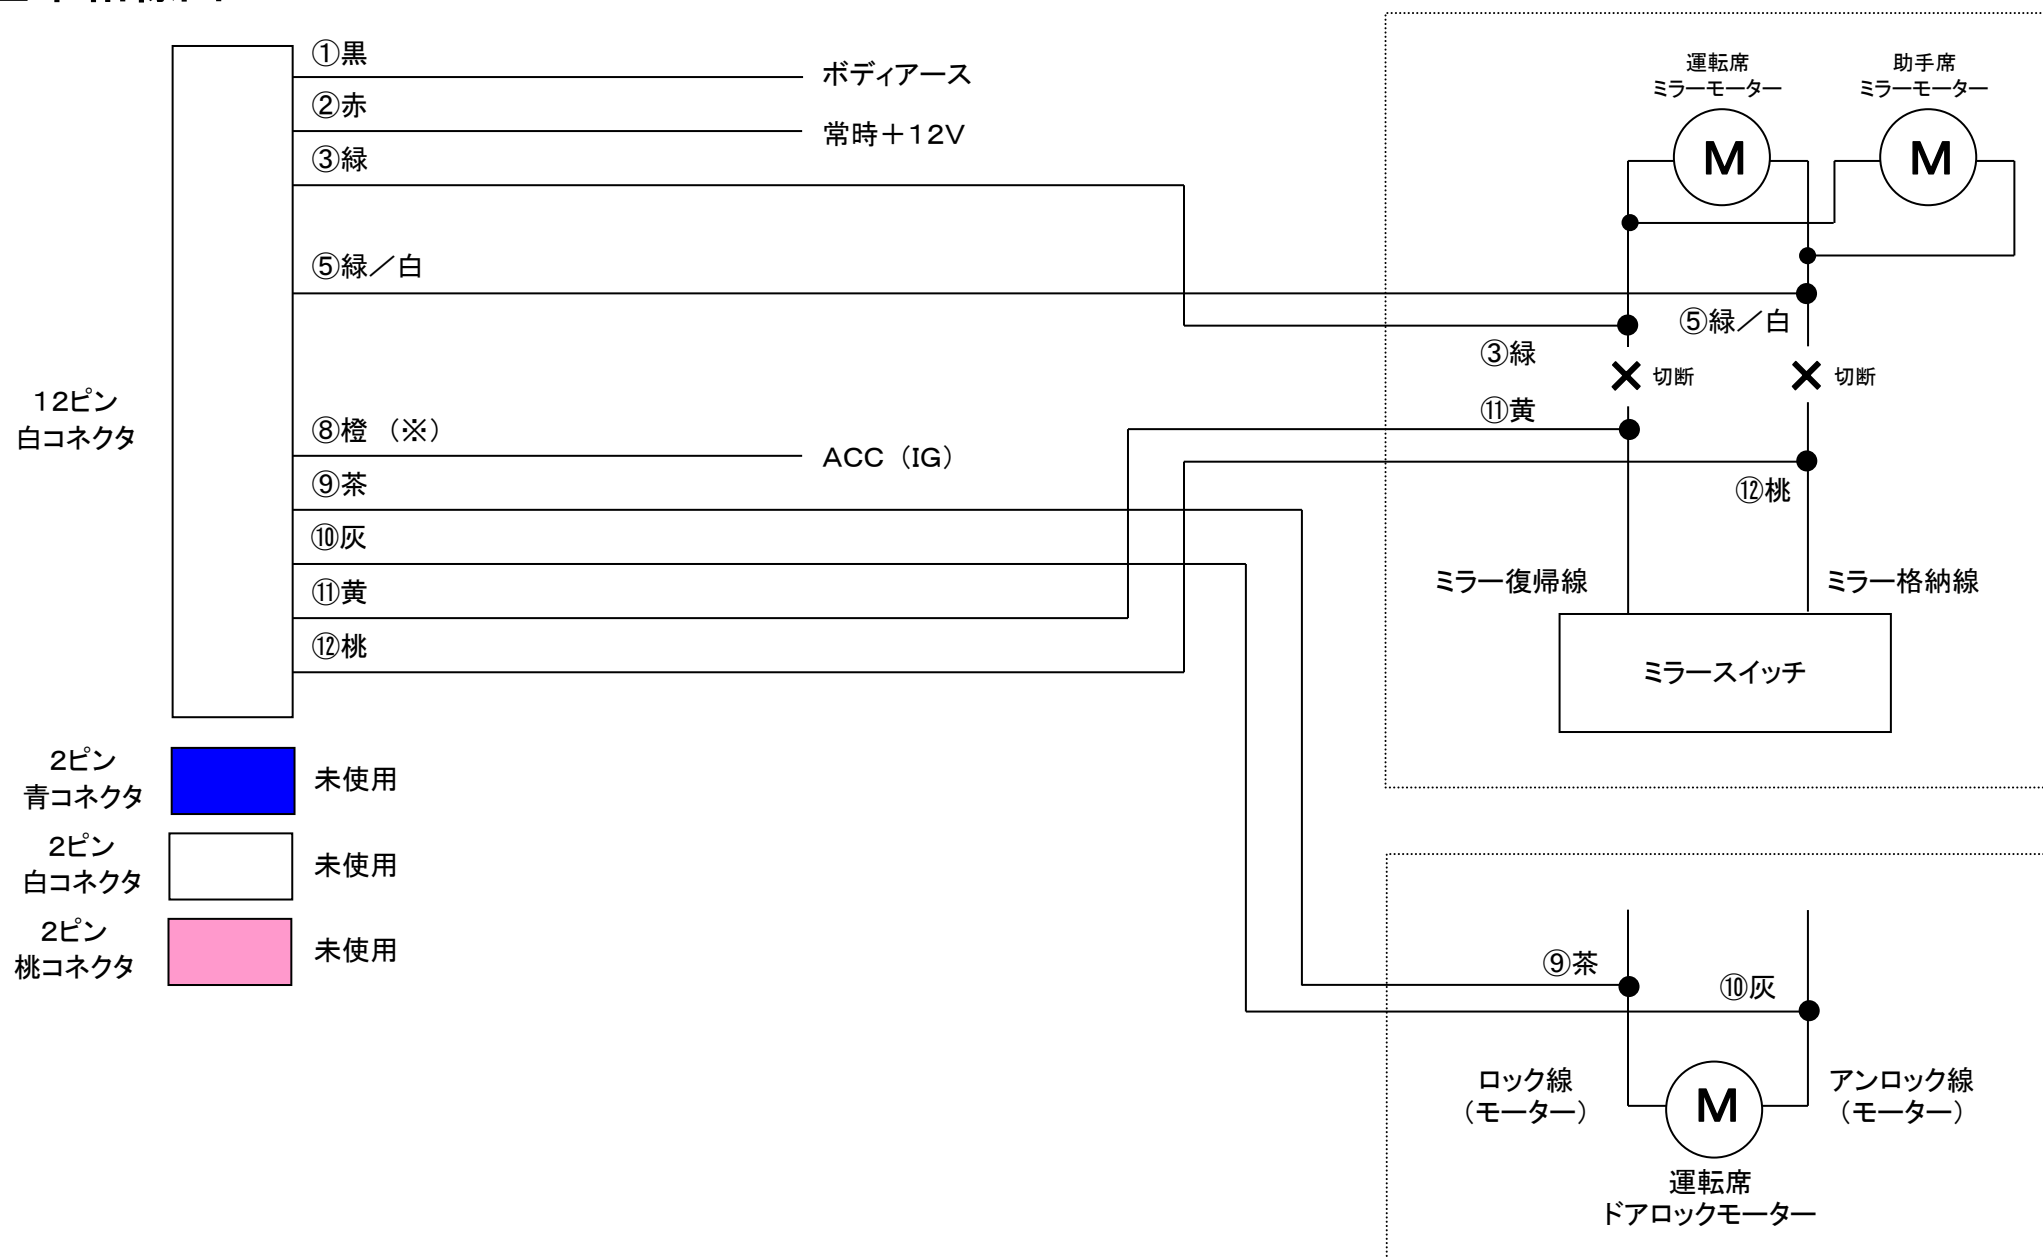 ①黒
ボディアース
②赤
常時＋12V
③緑
⑤緑／白
12ピン
白コネクタ
⑧橙 （※）
ACC（IG）
⑨茶
⑩灰
⑪黄
⑫桃
2ピン
青コネクタ
未使用
2ピン
白コネクタ
未使用
2ピン
桃コネクタ
未使用
運転席
ミラーモーター
助手席
ミラーモーター
M
M
⑤緑／白
③緑
切断
切断
⑪黄
⑫桃
ミラー復帰線
ミラー格納線
ミラースイッチ
⑨茶
⑩灰
ロック線
（モーター）
アンロック線
（モーター）
M
運転席
ドアロックモーター